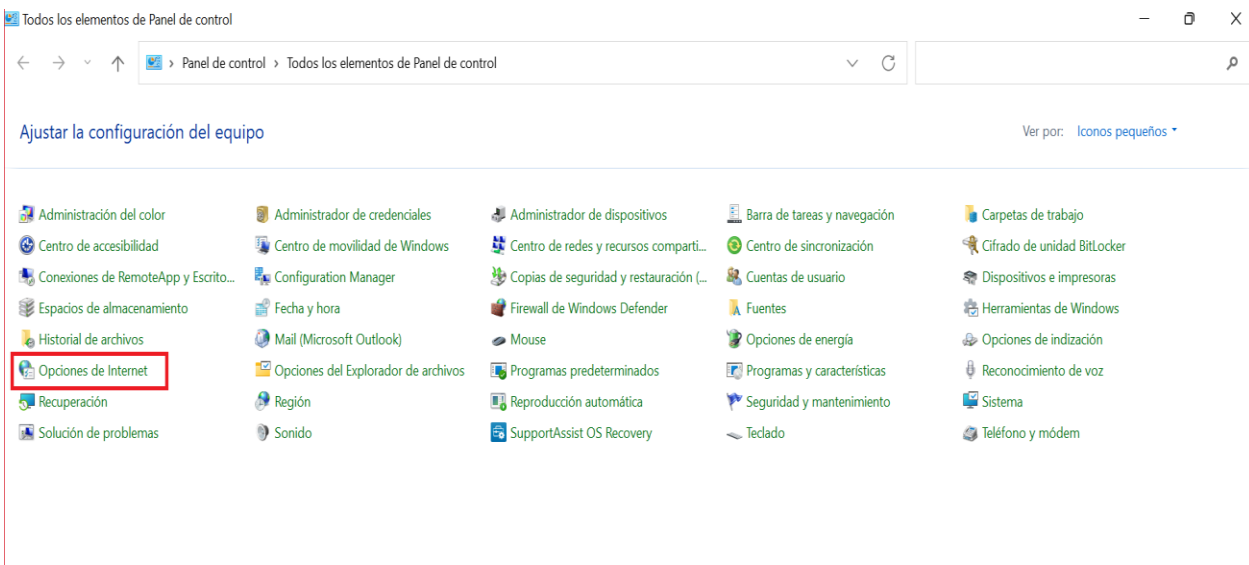 Todos los elementos de Panel de control
Panel de control > Todos los elementos de Panel de control
Ajustar la configuración del equipo
Ver por: Iconos pequeños
Administración del color Administrador de credenciales Administrador de dispositivos Barra de tareas y navegación Carpetas de trabajo
Centro de accesibilidad Centro de movilidad de Windows Centro de redes y recursos comparti... Centro de sincronización Cifrado de unidad BitLocker
Conexiones de RemoteApp y Escrito... Configuration Manager Copias de seguridad y restauración (... Cuentas de usuario Dispositivos e impresoras
Espacios de almacenamiento Fecha y hora Firewall de Windows Defender Fuentes Herramientas de Windows
Historial de archivos Mail (Microsoft Outlook) Mouse Opciones de energía Opciones de indización
Opciones de Internet Opciones del Explorador de archivos Programas predeterminados Programas y características Reconocimiento de voz
Recuperación Región Reproducción automática Seguridad y mantenimiento Sistema
Solución de problemas Sonido SupportAssist OS Recovery Teclado Teléfono y módem